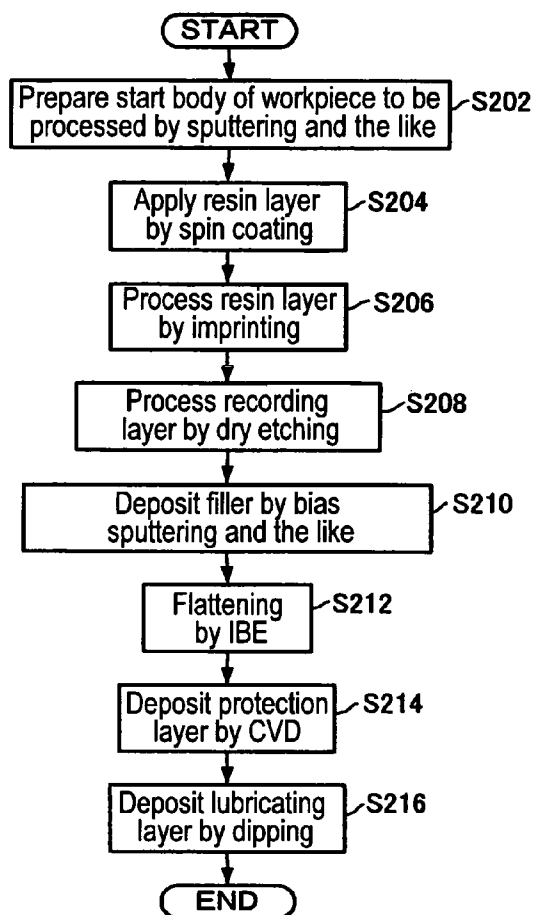 START
Prepare start body of workpiece to be
processed by sputtering and the like
S202
Apply resin layer
by spin coating
S204
Process resin layer
by imprinting
S206
Process recording
layer by dry etching
S208
Deposit filler by bias
sputtering and the like
S210
Flattening
by IBE
S212
Deposit protection
layer by CVD
S214
Deposit lubricating
layer by dipping
S216
END